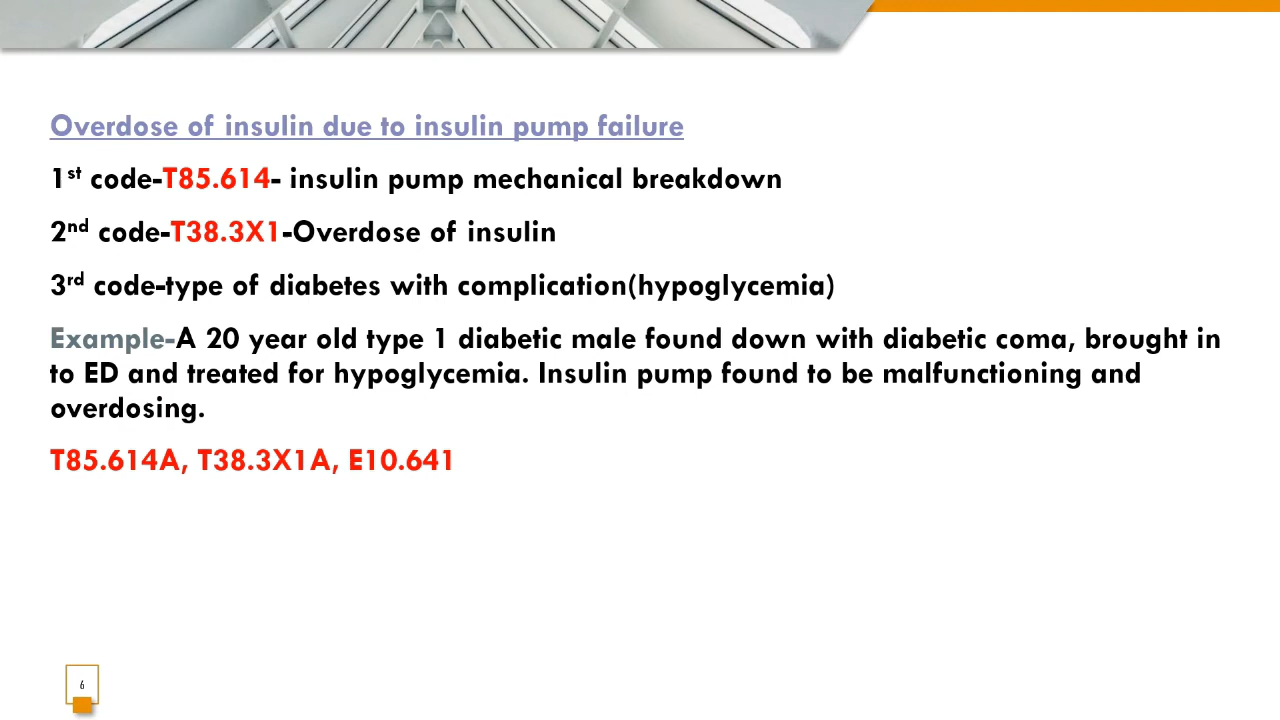 Overdose of insulin due to insulin pump failure
1st code-T85.614- insulin pump mechanical breakdown
2nd code-T38.3X1-Overdose of insulin
3rd code-type of diabetes with complication(hypoglycemia)
Example-A 20 year old type 1 diabetic male found down with diabetic coma, brought in
to ED and treated for hypoglycemia. Insulin pump found to be malfunctioning and
overdosing.
T85.614A, T38.3X1A, E10.641
6